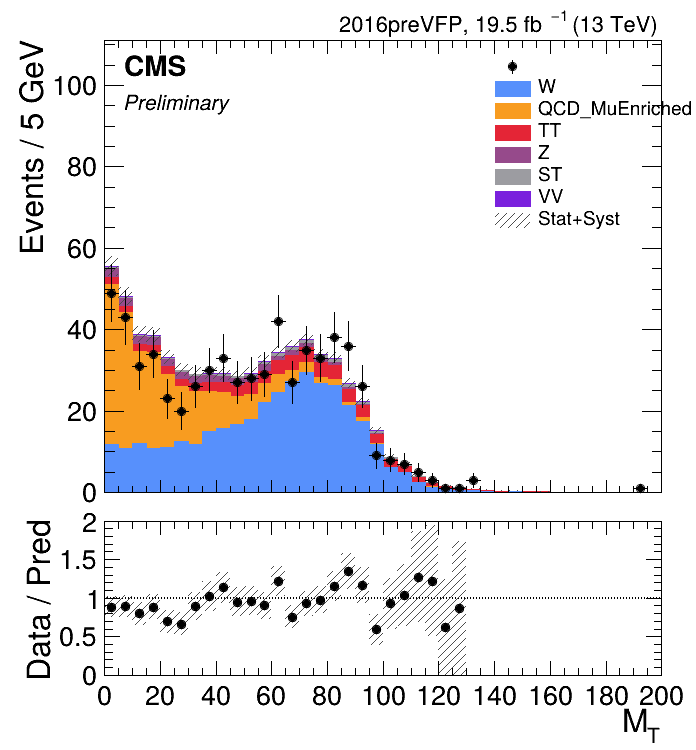 2016preVFP, 19.5 fb⁻¹ (13 TeV)
CMS
Preliminary
W
QCD_MuEnriched
TT
Z
ST
VV
Stat+Syst
Events / 5 GeV
100
80
60
40
20
0
Data / Pred
2
1.5
1
0.5
0
0 20 40 60 80 100 120 140 160 180 200
M_T